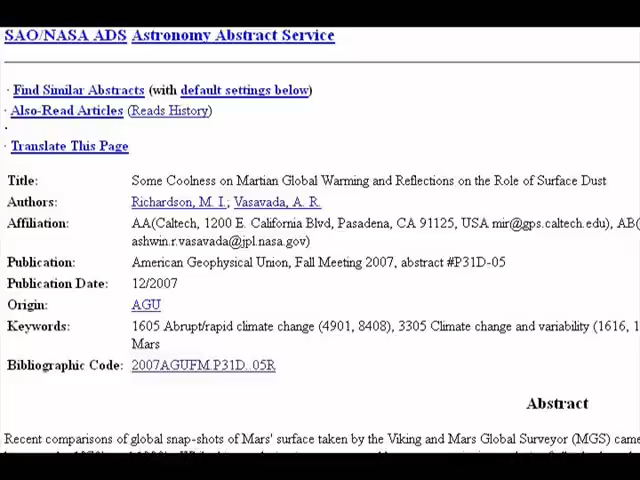 SAO/NASA ADS Astronomy Abstract Service
· Find Similar Abstracts (with default settings below)
· Also-Read Articles (Reads History)
·
· Translate This Page
Title: Some Coolness on Martian Global Warming and Reflections on the Role of Surface Dust
Authors: Richardson, M. I.; Vasavada, A. R.
Affiliation: AA(Caltech, 1200 E. California Blvd, Pasadena, CA 91125, USA mir@gps.caltech.edu), AB(
ashwin.r.vasavada@jpl.nasa.gov)
Publication: American Geophysical Union, Fall Meeting 2007, abstract #P31D-05
Publication Date: 12/2007
Origin: AGU
Keywords: 1605 Abrupt/rapid climate change (4901, 8408), 3305 Climate change and variability (1616, 1
Mars
Bibliographic Code: 2007AGUFM.P31D..05R
Abstract
Recent comparisons of global snap-shots of Mars' surface taken by the Viking and Mars Global Surveyor (MGS) came